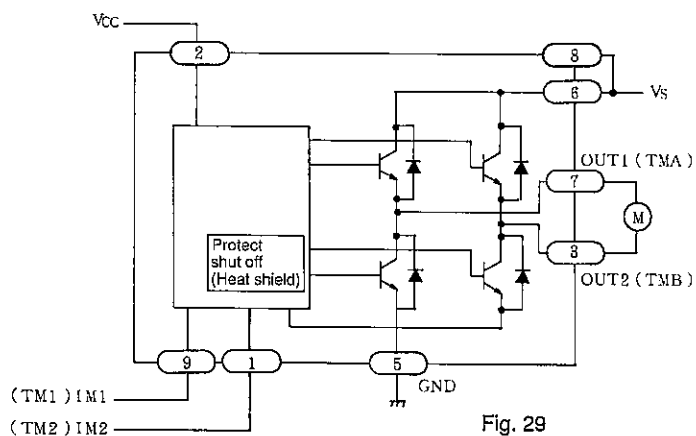 VCC
2
8
6
VS
OUT1 (TMA)
7
M
3
OUT2 (TMB)
Protect
shut off
(Heat shield)
9
1
5
GND
(TM1) IM1
(TM2) IM2
Fig. 29